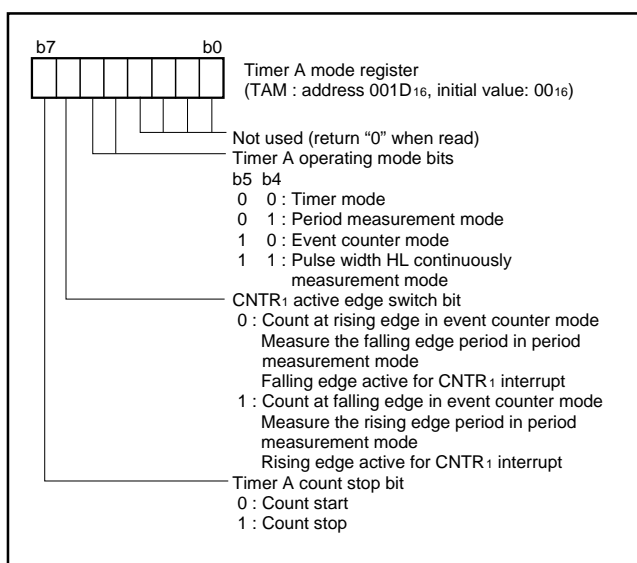 b7 b0
Timer A mode register
(TAM : address 001D16, initial value: 0016)
Not used (return “0” when read)
Timer A operating mode bits
b5 b4
0 0 : Timer mode
0 1 : Period measurement mode
1 0 : Event counter mode
1 1 : Pulse width HL continuously
measurement mode
CNTR1 active edge switch bit
0 : Count at rising edge in event counter mode
Measure the falling edge period in period
measurement mode
Falling edge active for CNTR1 interrupt
1 : Count at falling edge in event counter mode
Measure the rising edge period in period
measurement mode
Rising edge active for CNTR1 interrupt
Timer A count stop bit
0 : Count start
1 : Count stop